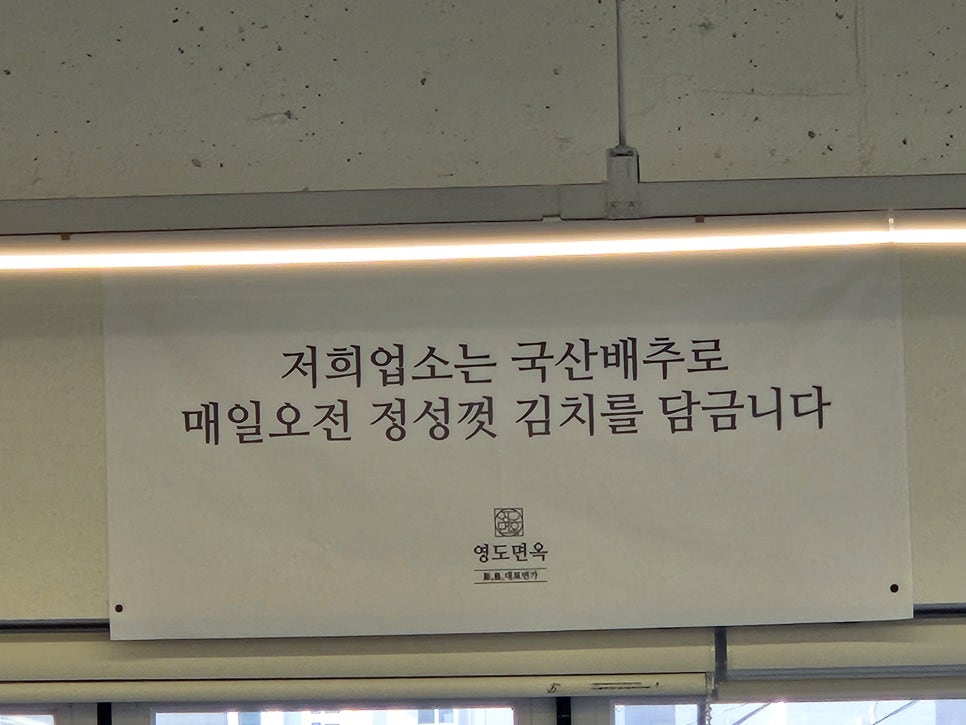 저희업소는 국산배추로
매일오전 정성껏 김치를 담금니다
영도면옥